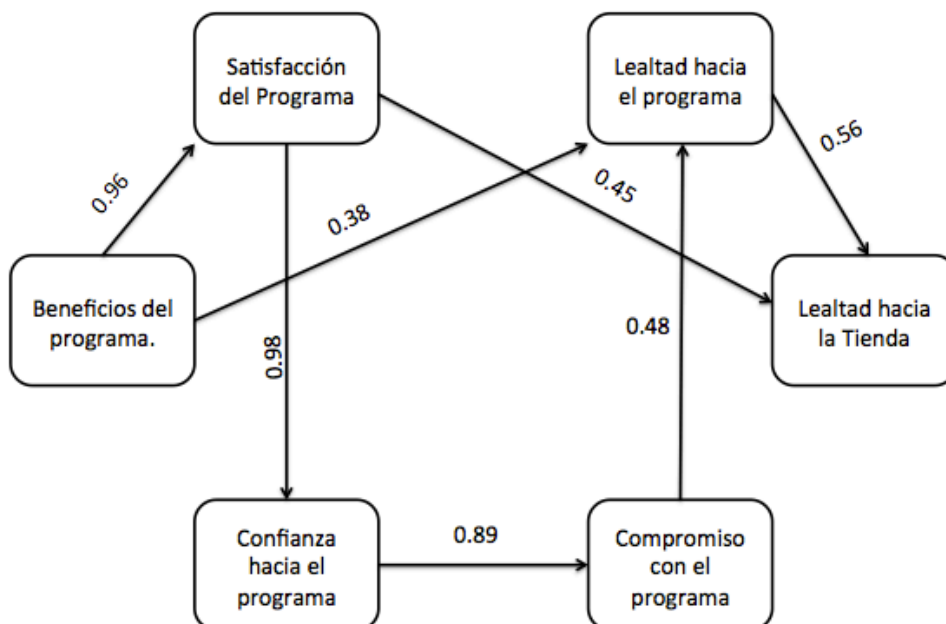 Satisfacción
del Programa
Lealtad hacia
el programa
0.96
0.38
0.45
0.56
Beneficios del
programa.
Lealtad hacia
la Tienda
0.98
0.48
Confianza
hacia el
programa
0.89
Compromiso
con el
programa